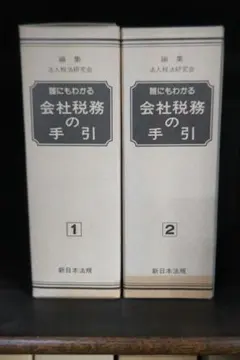 編集
法人税法研究会
誰にもわかる
会社税務
の
手引
1
新日本法規
編集
法人税法研究会
誰にもわかる
会社税務
の
手引
2
新日本法規